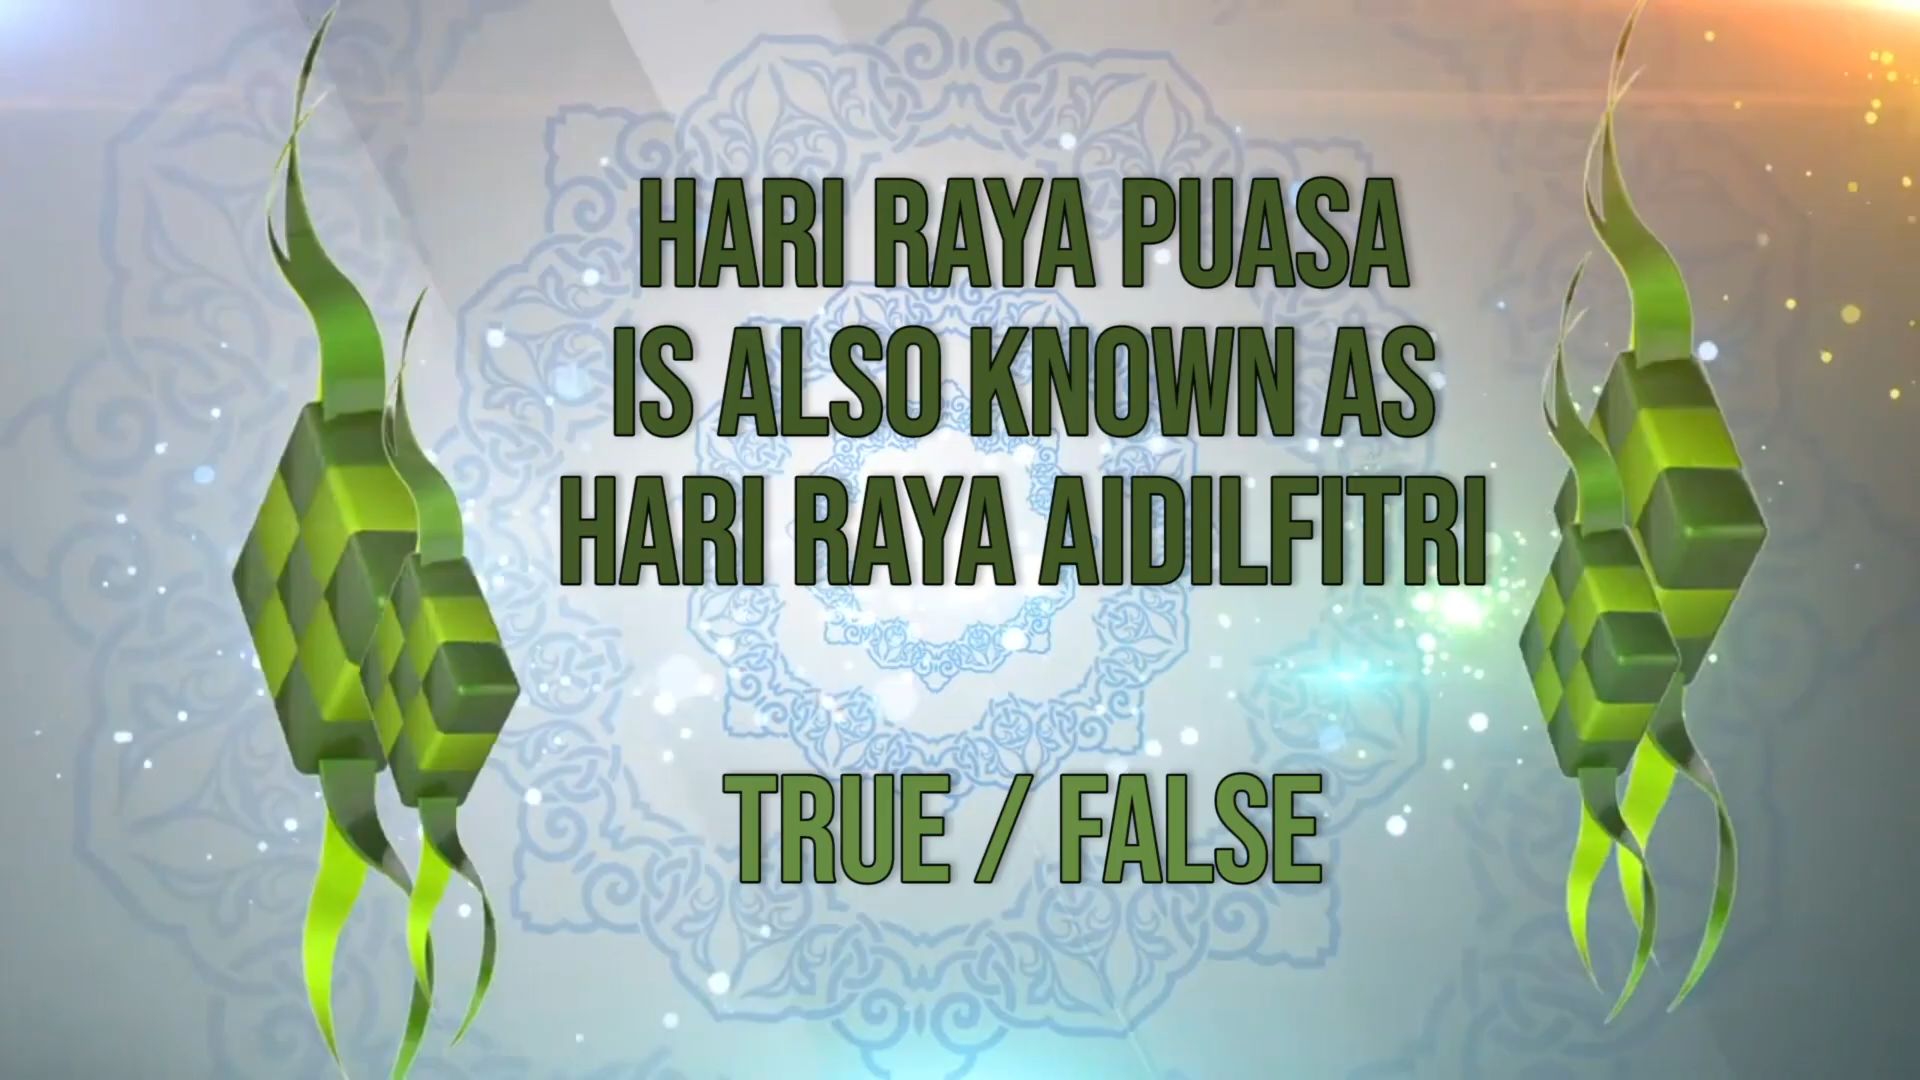 HARI RAYA PUASA
IS ALSO KNOWN AS
HARI RAYA AIDILFITRI
TRUE / FALSE